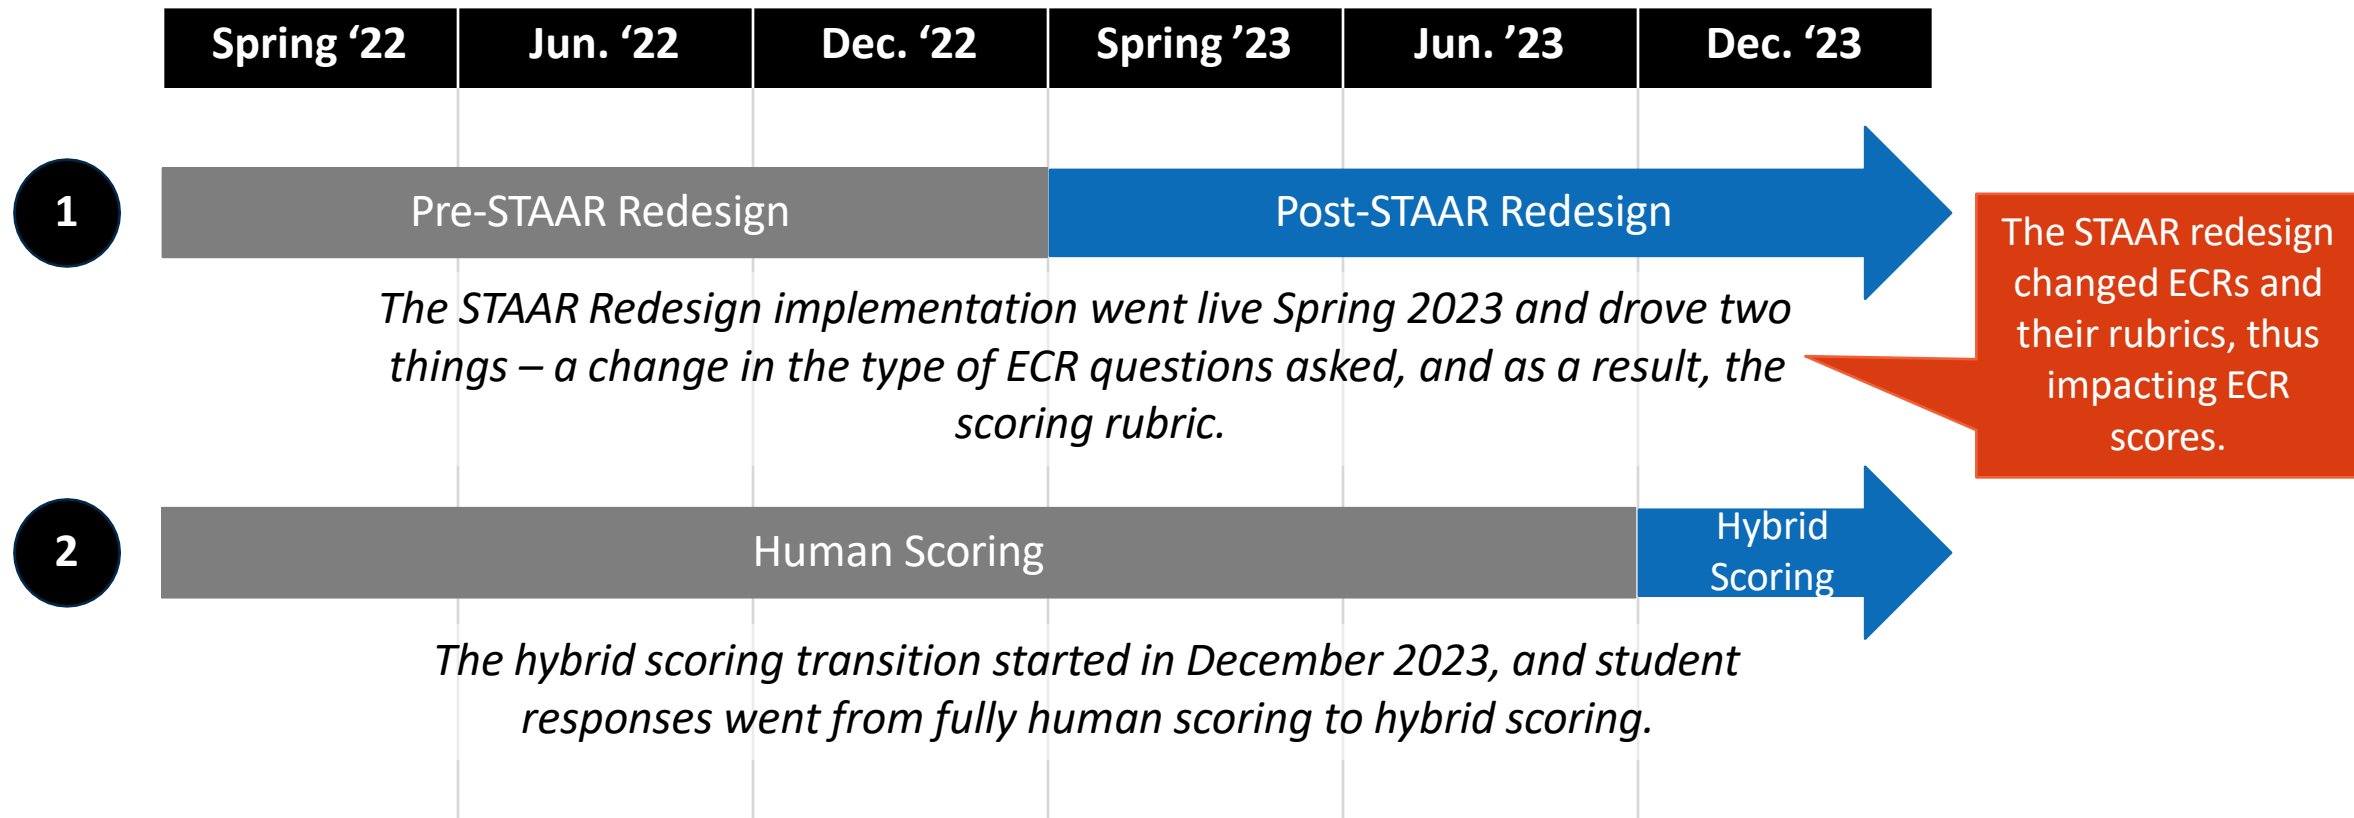 Spring ‘22 Jun. ‘22 Dec. ‘22 Spring ’23 Jun. ’23 Dec. ‘23
1
Pre-STAAR Redesign
Post-STAAR Redesign
The STAAR Redesign implementation went live Spring 2023 and drove two
things – a change in the type of ECR questions asked, and as a result, the
scoring rubric.
The STAAR redesign
changed ECRs and
their rubrics, thus
impacting ECR
scores.
2
Human Scoring
Hybrid
Scoring
The hybrid scoring transition started in December 2023, and student
responses went from fully human scoring to hybrid scoring.